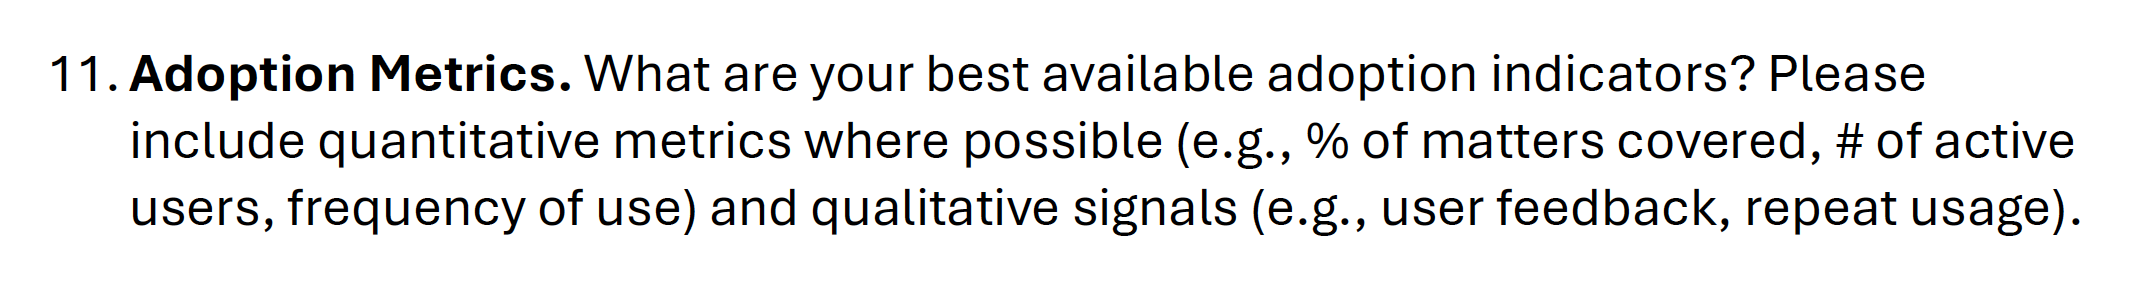 11. Adoption Metrics. What are your best available adoption indicators? Please
include quantitative metrics where possible (e.g., % of matters covered, # of active
users, frequency of use) and qualitative signals (e.g., user feedback, repeat usage).